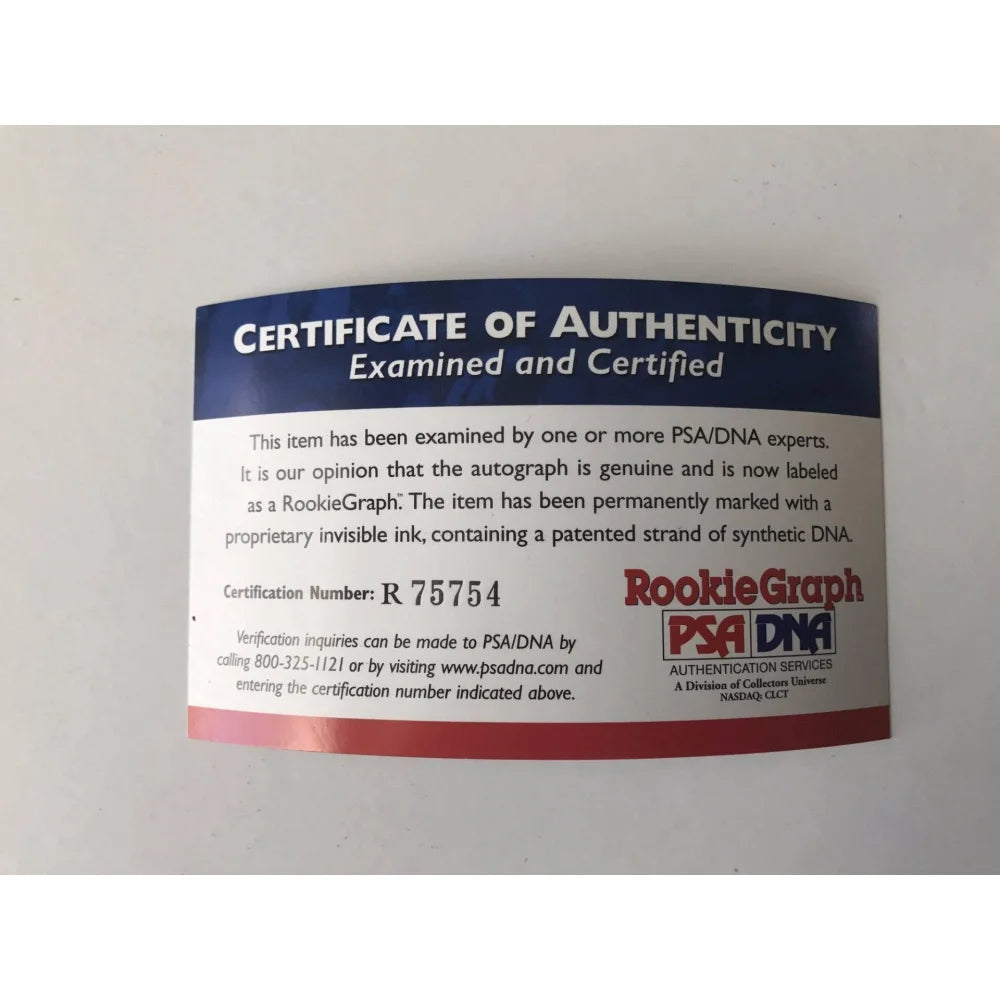 CERTIFICATE OF AUTHENTICITY
Examined and Certified
This item has been examined by one or more PSA/DNA experts.
It is our opinion that the autograph is genuine and is now labeled
as a RookieGraph™. The item has been permanently marked with a
proprietary invisible ink, containing a patented strand of synthetic DNA.
Certification Number: R 75754
Verification inquiries can be made to PSA/DNA by
calling 800-325-1121 or by visiting www.psadna.com and
entering the certification number indicated above.
RookieGraph
PSA DNA
AUTHENTICATION SERVICES
A Division of Collectors Universe
NASDAQ: CLCT